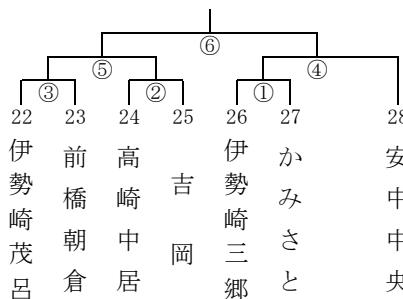 ⑥
⑤ ④
③ ② ①
22 23 24 25 26 27 28
伊勢崎茂呂
前橋朝倉
高崎中居
吉岡
伊勢崎三郷
かみさと
安中中央